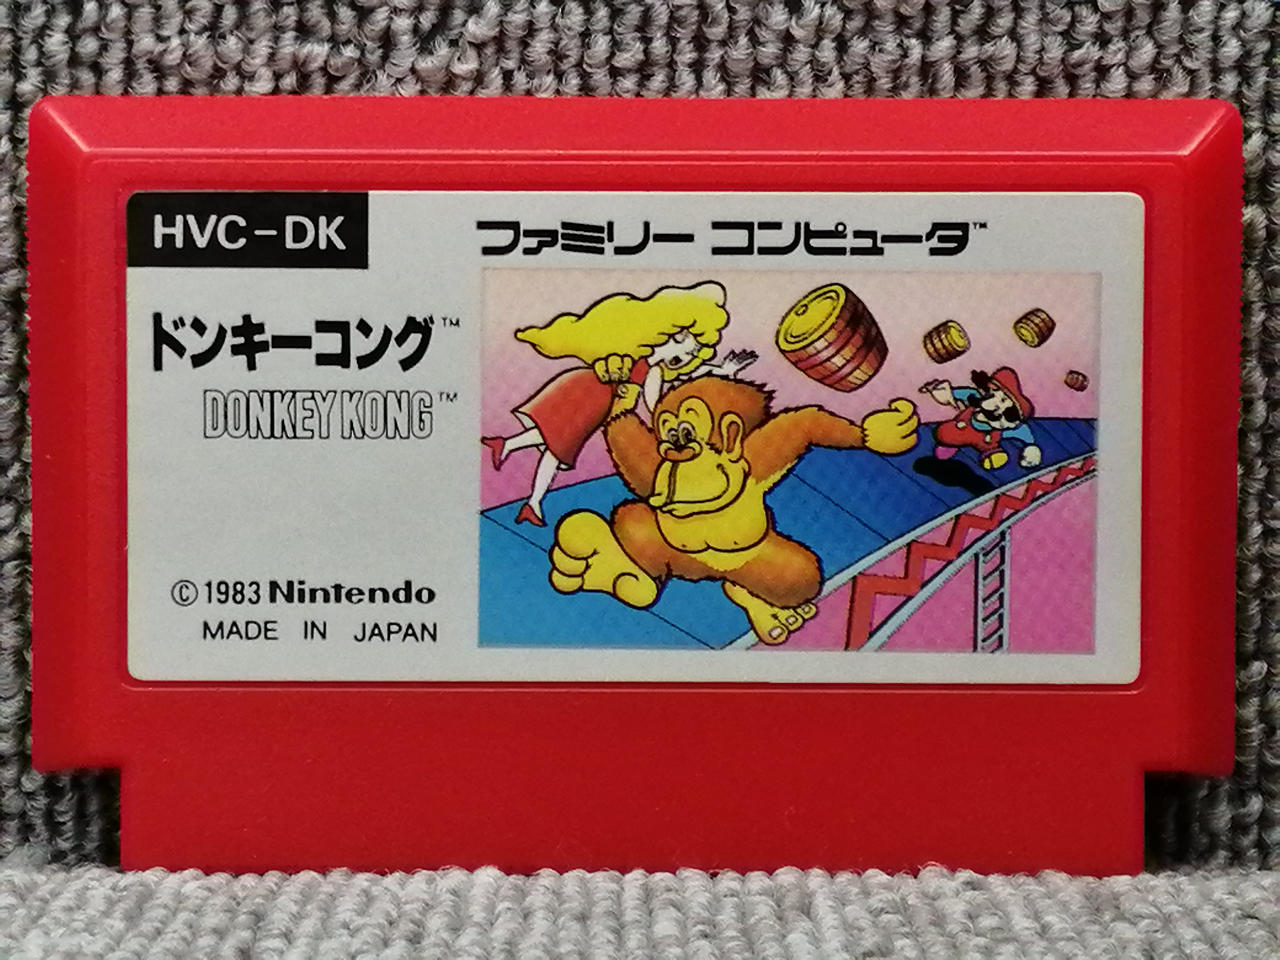 HVC-DK
ファミリー コンピュータ™
ドンキーコング™
DONKEY KONG™
©1983 Nintendo
MADE IN JAPAN